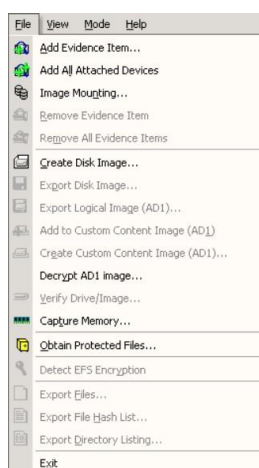 File View Mode Help
Add Evidence Item...
Add All Attached Devices
Image Mounting...
Remove Evidence Item
Remove All Evidence Items
Create Disk Image...
Export Disk Image...
Export Logical Image (AD1)...
Add to Custom Content Image (AD1)
Create Custom Content Image (AD1)...
Decrypt AD1 image...
Verify Drive/Image...
Capture Memory...
Obtain Protected Files...
Detect EFS Encryption
Export Files...
Export File Hash List...
Export Directory Listing...
Exit